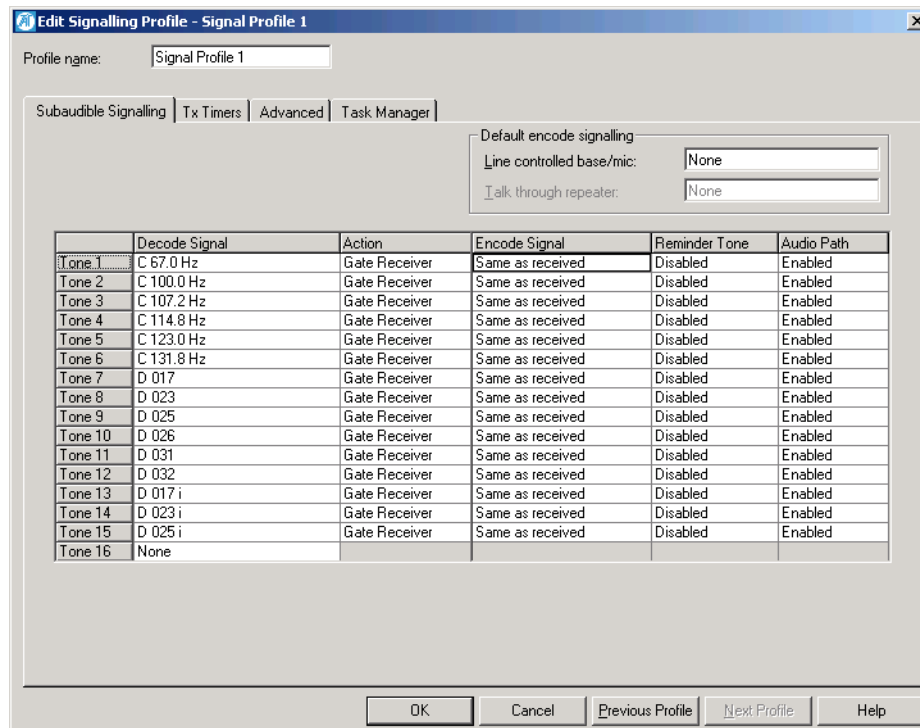 Edit Signalling Profile - Signal Profile 1
Profile name: Signal Profile 1
Subaudible Signalling Tx Timers Advanced Task Manager
Default encode signalling
Line controlled base/mic: None
Talk through repeater: None
Decode Signal Action Encode Signal Reminder Tone Audio Path
Tone 1 C 67.0 Hz Gate Receiver Same as received Disabled Enabled
Tone 2 C 100.0 Hz Gate Receiver Same as received Disabled Enabled
Tone 3 C 107.2 Hz Gate Receiver Same as received Disabled Enabled
Tone 4 C 114.8 Hz Gate Receiver Same as received Disabled Enabled
Tone 5 C 123.0 Hz Gate Receiver Same as received Disabled Enabled
Tone 6 C 131.8 Hz Gate Receiver Same as received Disabled Enabled
Tone 7 D 017 Gate Receiver Same as received Disabled Enabled
Tone 8 D 023 Gate Receiver Same as received Disabled Enabled
Tone 9 D 025 Gate Receiver Same as received Disabled Enabled
Tone 10 D 026 Gate Receiver Same as received Disabled Enabled
Tone 11 D 031 Gate Receiver Same as received Disabled Enabled
Tone 12 D 032 Gate Receiver Same as received Disabled Enabled
Tone 13 D 017 i Gate Receiver Same as received Disabled Enabled
Tone 14 D 023 i Gate Receiver Same as received Disabled Enabled
Tone 15 D 025 i Gate Receiver Same as received Disabled Enabled
Tone 16 None
OK Cancel Previous Profile Next Profile Help